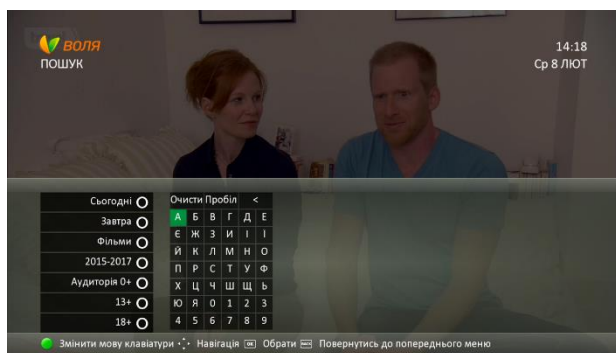 воля
ПОШУК
14:18
Ср 8 ЛЮТ
Сьогодні
Завтра
Фільми
2015-2017
Аудиторія 0+
13+
18+
Очисти Пробіл <
А Б В Г Д Е
Є Ж З И І Ї
Й К Л М Н О
П Р С Т У Ф
Х Ц Ч Ш Щ Ь
Ю Я 0 1 2 3
4 5 6 7 8 9
Змінити мову клавіатури Навігація OK Обрати BACK Повернутись до попереднього меню